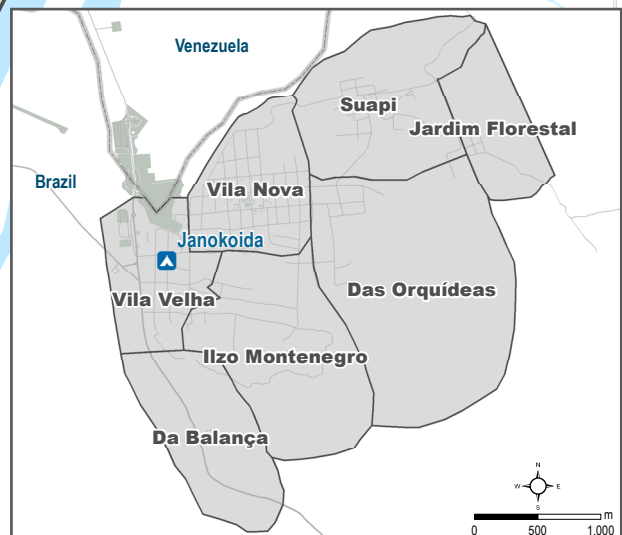 Venezuela
Suapi
Jardim Florestal
Brazil
Vila Nova
Janokoida
Das Orquídeas
Vila Velha
Ilzo Montenegro
Da Balança
N
W E
S
m
0 500 1.000